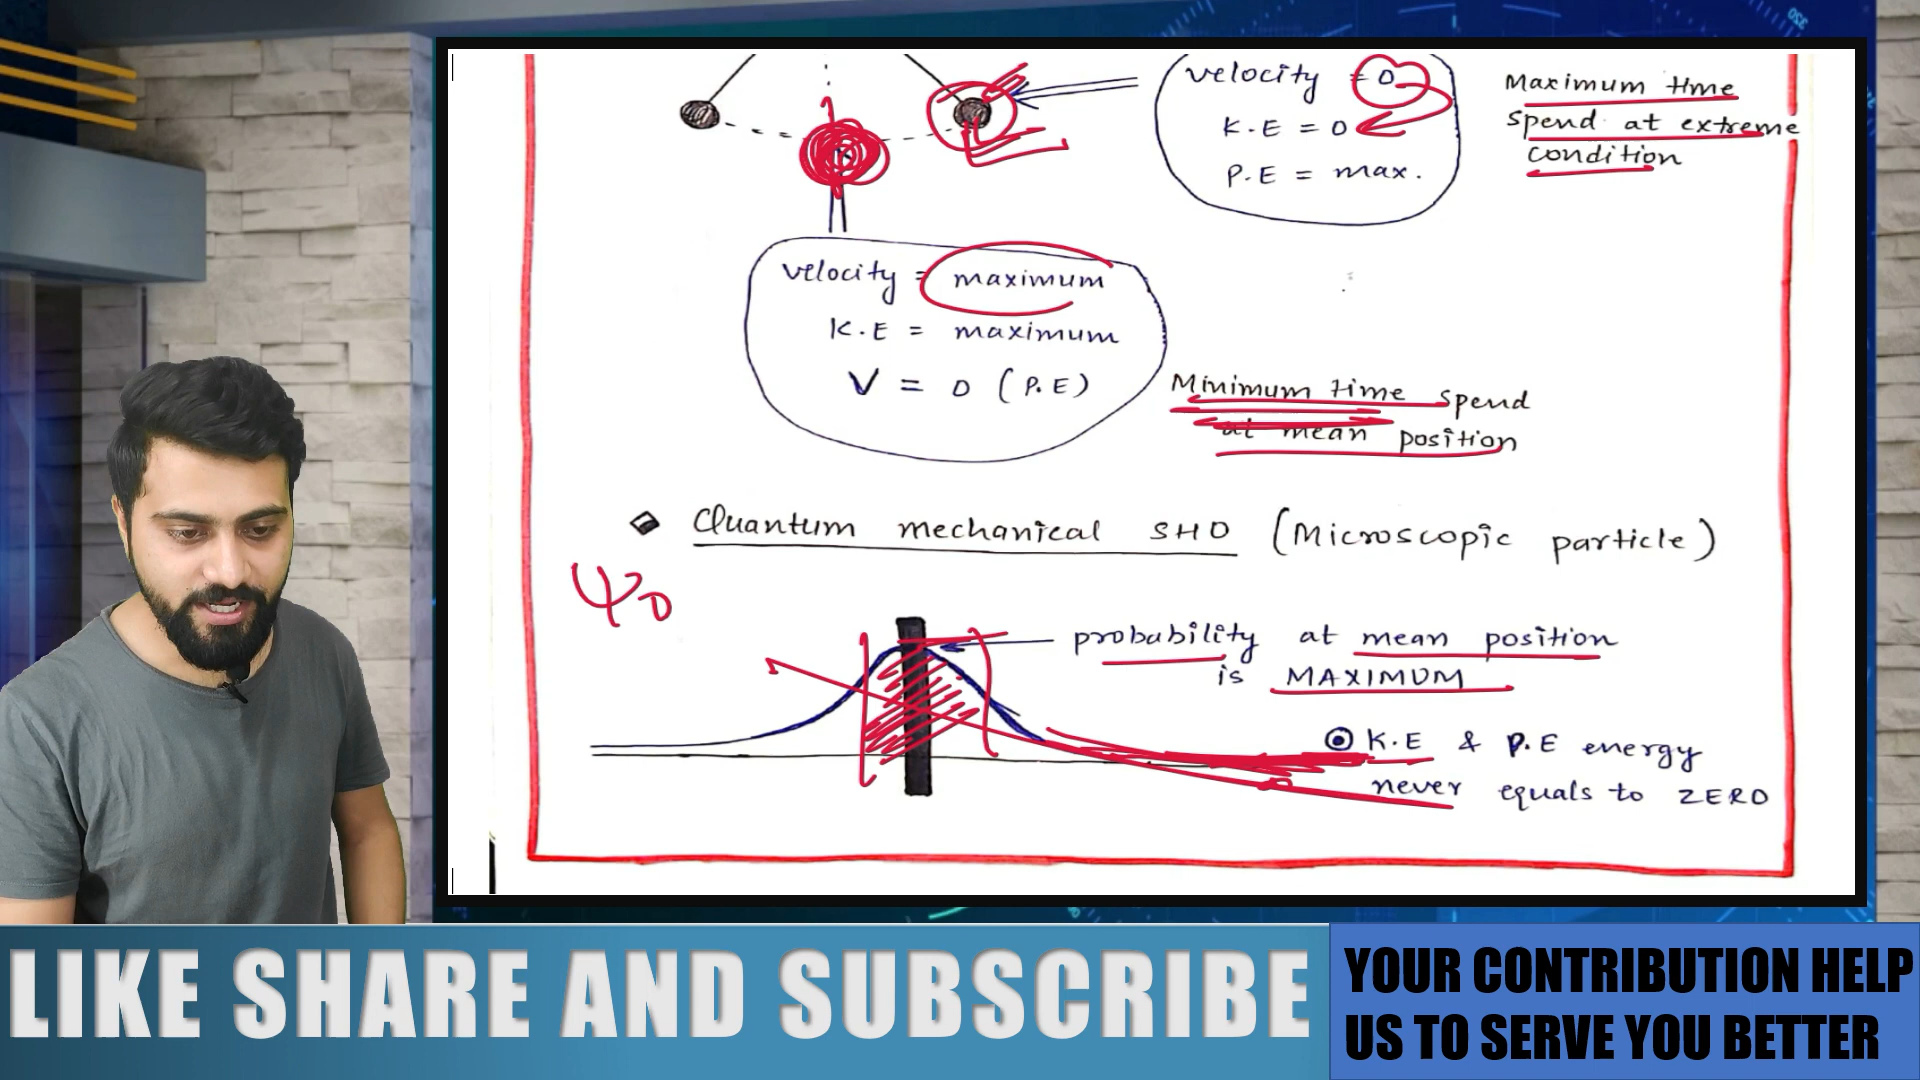 velocity = 0
K.E = 0
P.E = max.
Maximum time
spend at extreme
condition
velocity = maximum
K.E = maximum
V = 0 (P.E)
Minimum time spend
at mean position
Quantum mechanical SHO (Microscopic particle)
Ψ0
probability at mean position
is MAXIMUM
K.E & P.E energy
never equals to ZERO
LIKE SHARE AND SUBSCRIBE
YOUR CONTRIBUTION HELP
US TO SERVE YOU BETTER